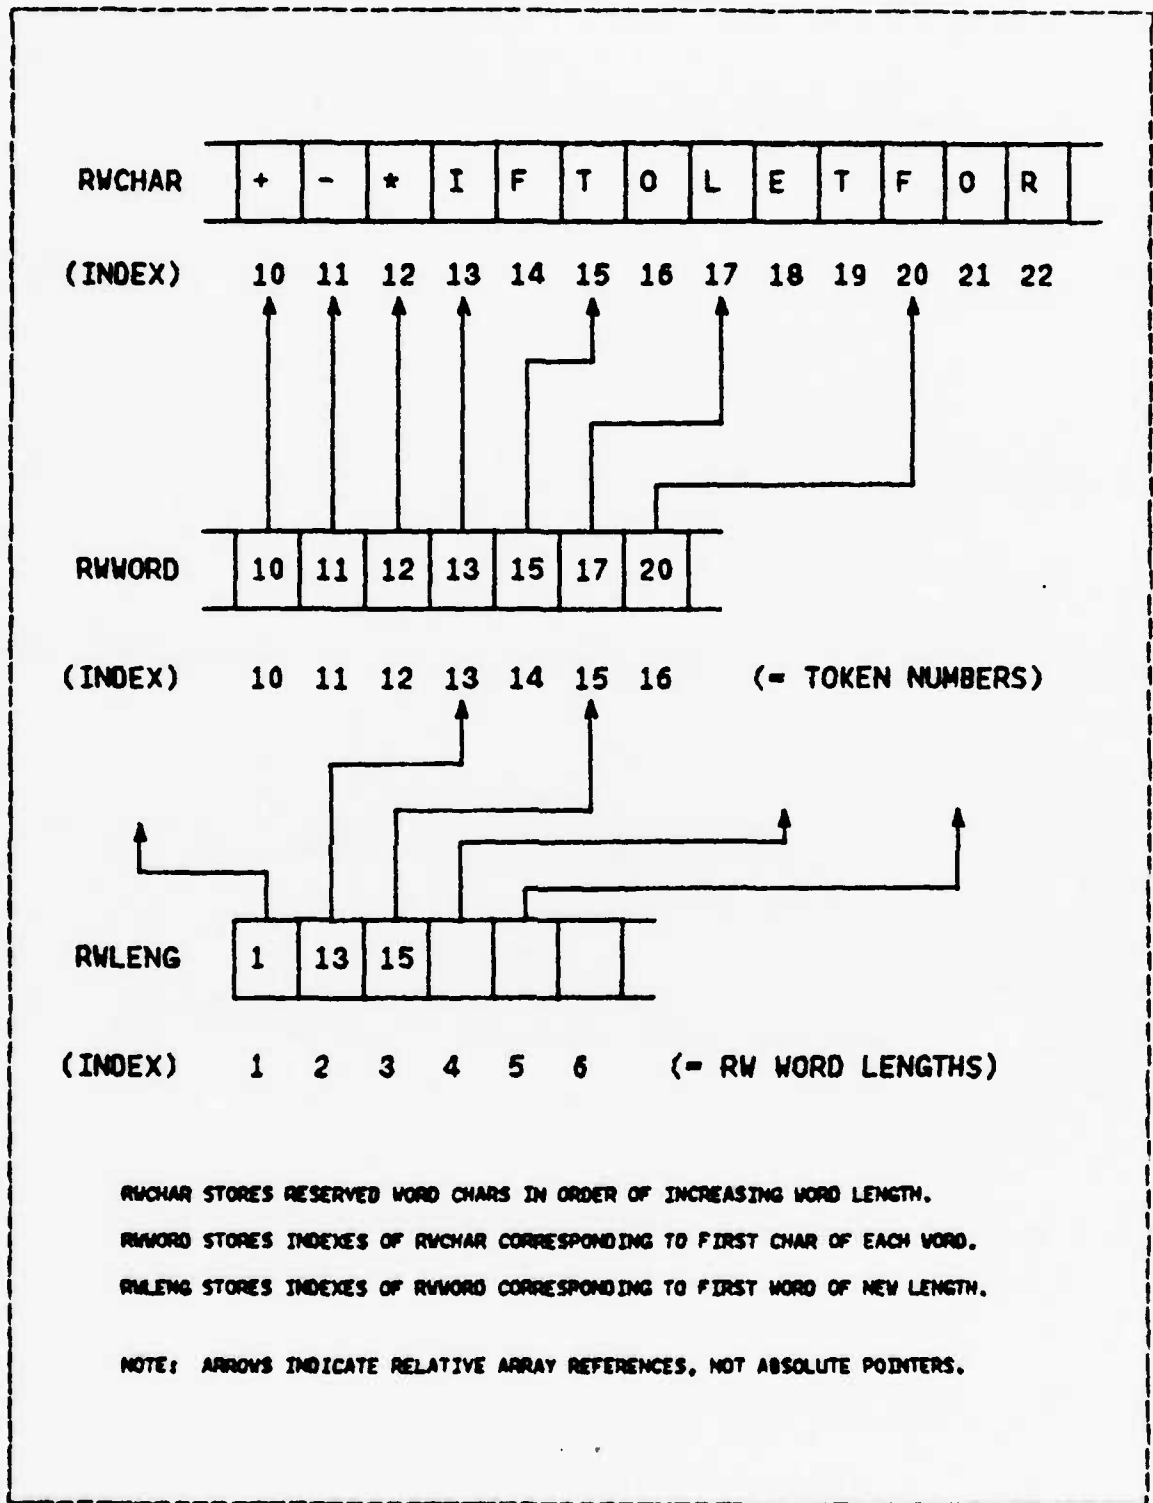 RWCHAR + - * I F T O L E T F O R
(INDEX) 10 11 12 13 14 15 16 17 18 19 20 21 22
RWWORD 10 11 12 13 15 17 20
(INDEX) 10 11 12 13 14 15 16 (= TOKEN NUMBERS)
RWLENG 1 13 15
(INDEX) 1 2 3 4 5 6 (= RW WORD LENGTHS)
RWCHAR STORES RESERVED WORD CHARS IN ORDER OF INCREASING WORD LENGTH.
RWWORD STORES INDEXES OF RWCHAR CORRESPONDING TO FIRST CHAR OF EACH WORD.
RWLENG STORES INDEXES OF RWWORD CORRESPONDING TO FIRST WORD OF NEW LENGTH.
NOTE: ARROWS INDICATE RELATIVE ARRAY REFERENCES, NOT ABSOLUTE POINTERS.